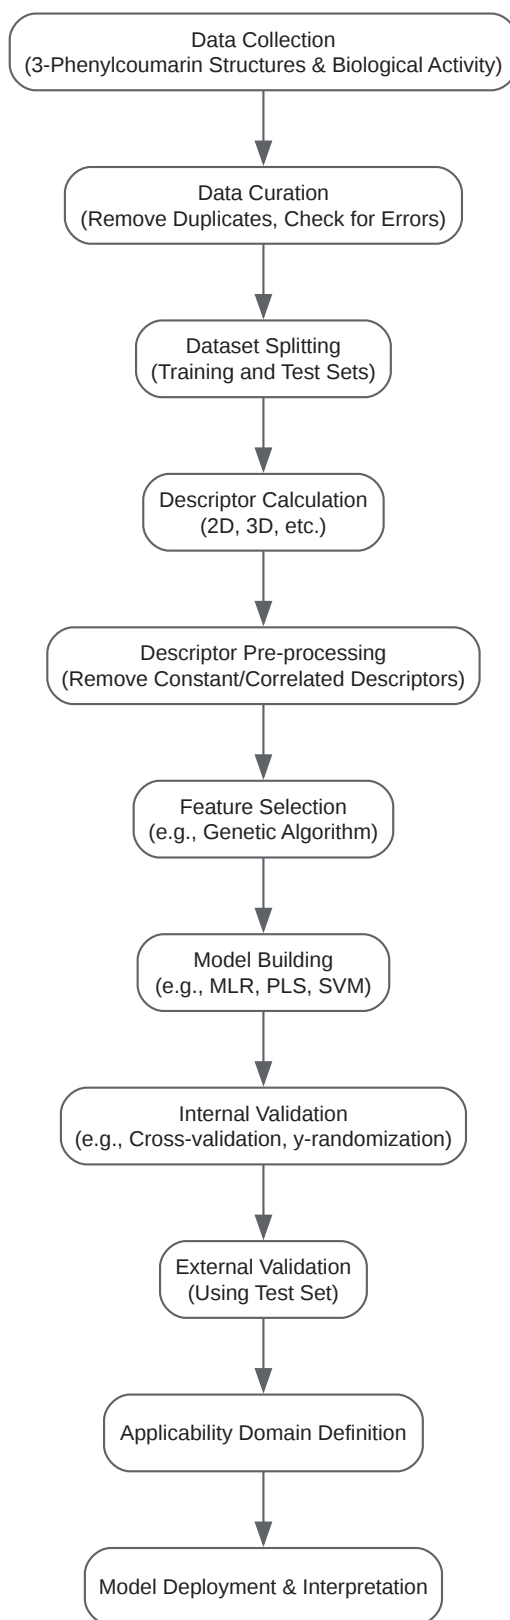 Data Collection
(3-Phenylcoumarin Structures & Biological Activity)
Data Curation
(Remove Duplicates, Check for Errors)
Dataset Splitting
(Training and Test Sets)
Descriptor Calculation
(2D, 3D, etc.)
Descriptor Pre-processing
(Remove Constant/Correlated Descriptors)
Feature Selection
(e.g., Genetic Algorithm)
Model Building
(e.g., MLR, PLS, SVM)
Internal Validation
(e.g., Cross-validation, y-randomization)
External Validation
(Using Test Set)
Applicability Domain Definition
Model Deployment & Interpretation